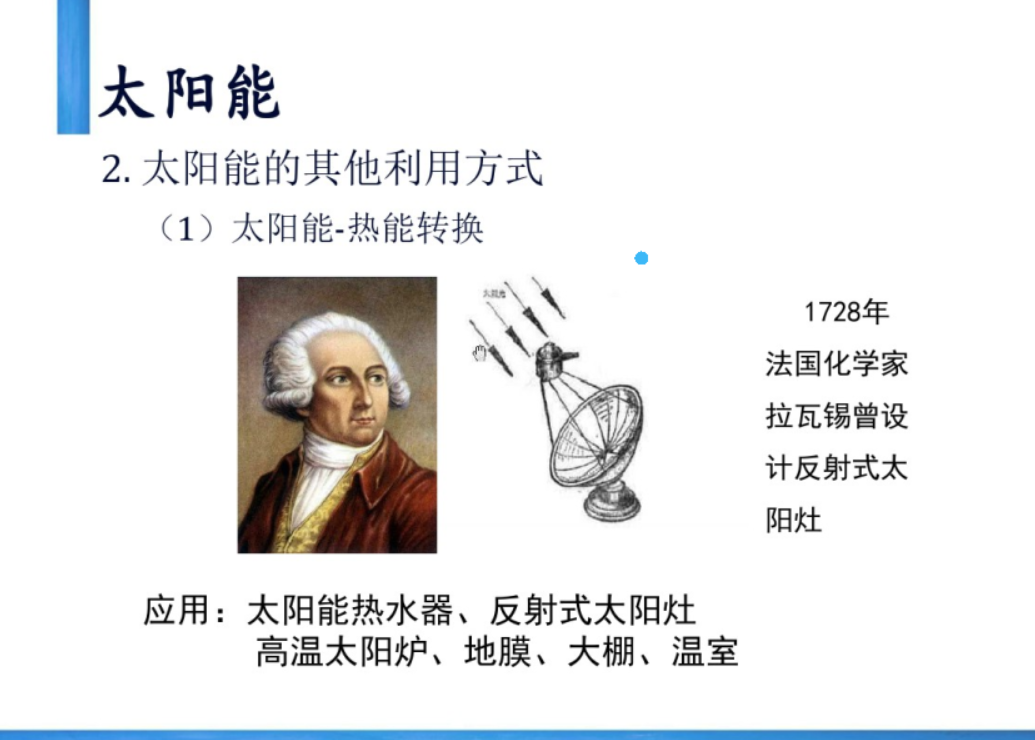 太阳能
2. 太阳能的其他利用方式
（1）太阳能-热能转换
太阳光
1728年
法国化学家
拉瓦锡曾设
计反射式太
阳灶
应用：太阳能热水器、反射式太阳灶
高温太阳炉、地膜、大棚、温室